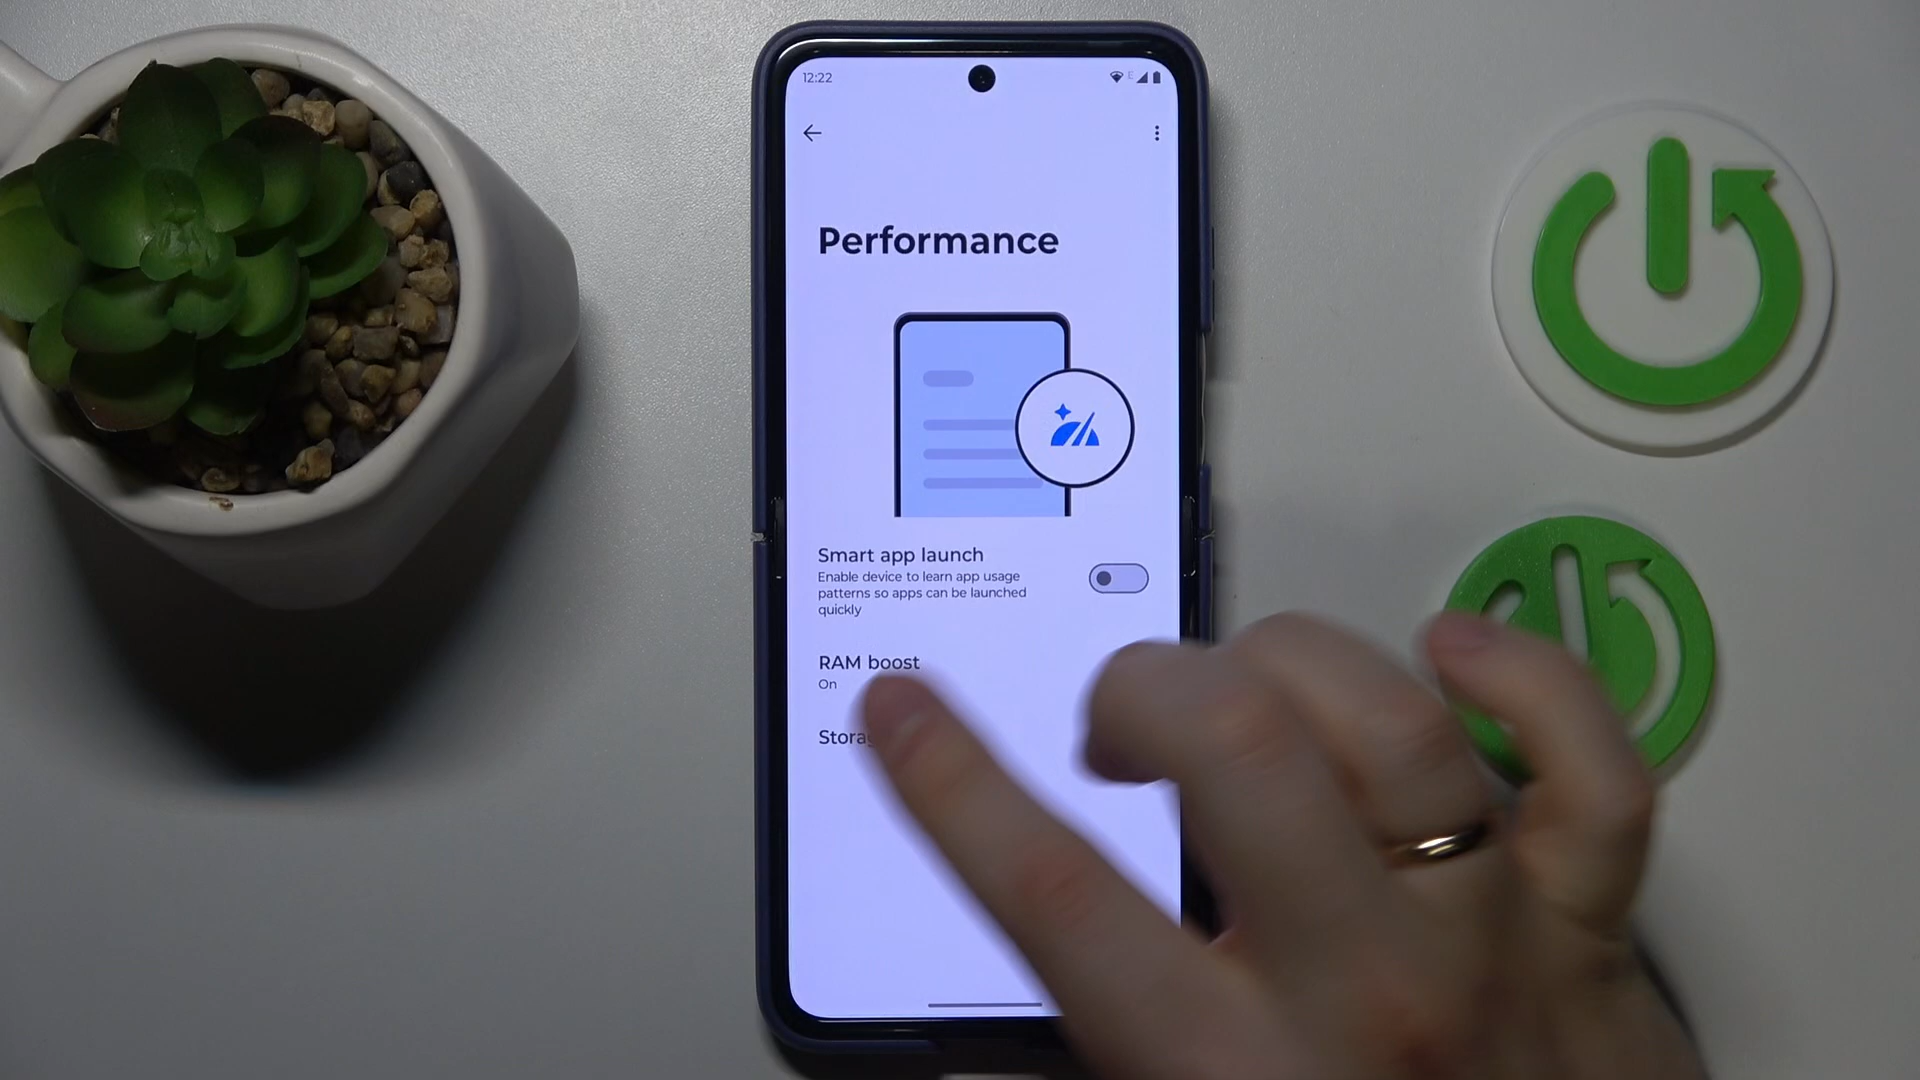 12:22
E
Performance
Smart app launch
Enable device to learn app usage
patterns so apps can be launched
quickly
RAM boost
On